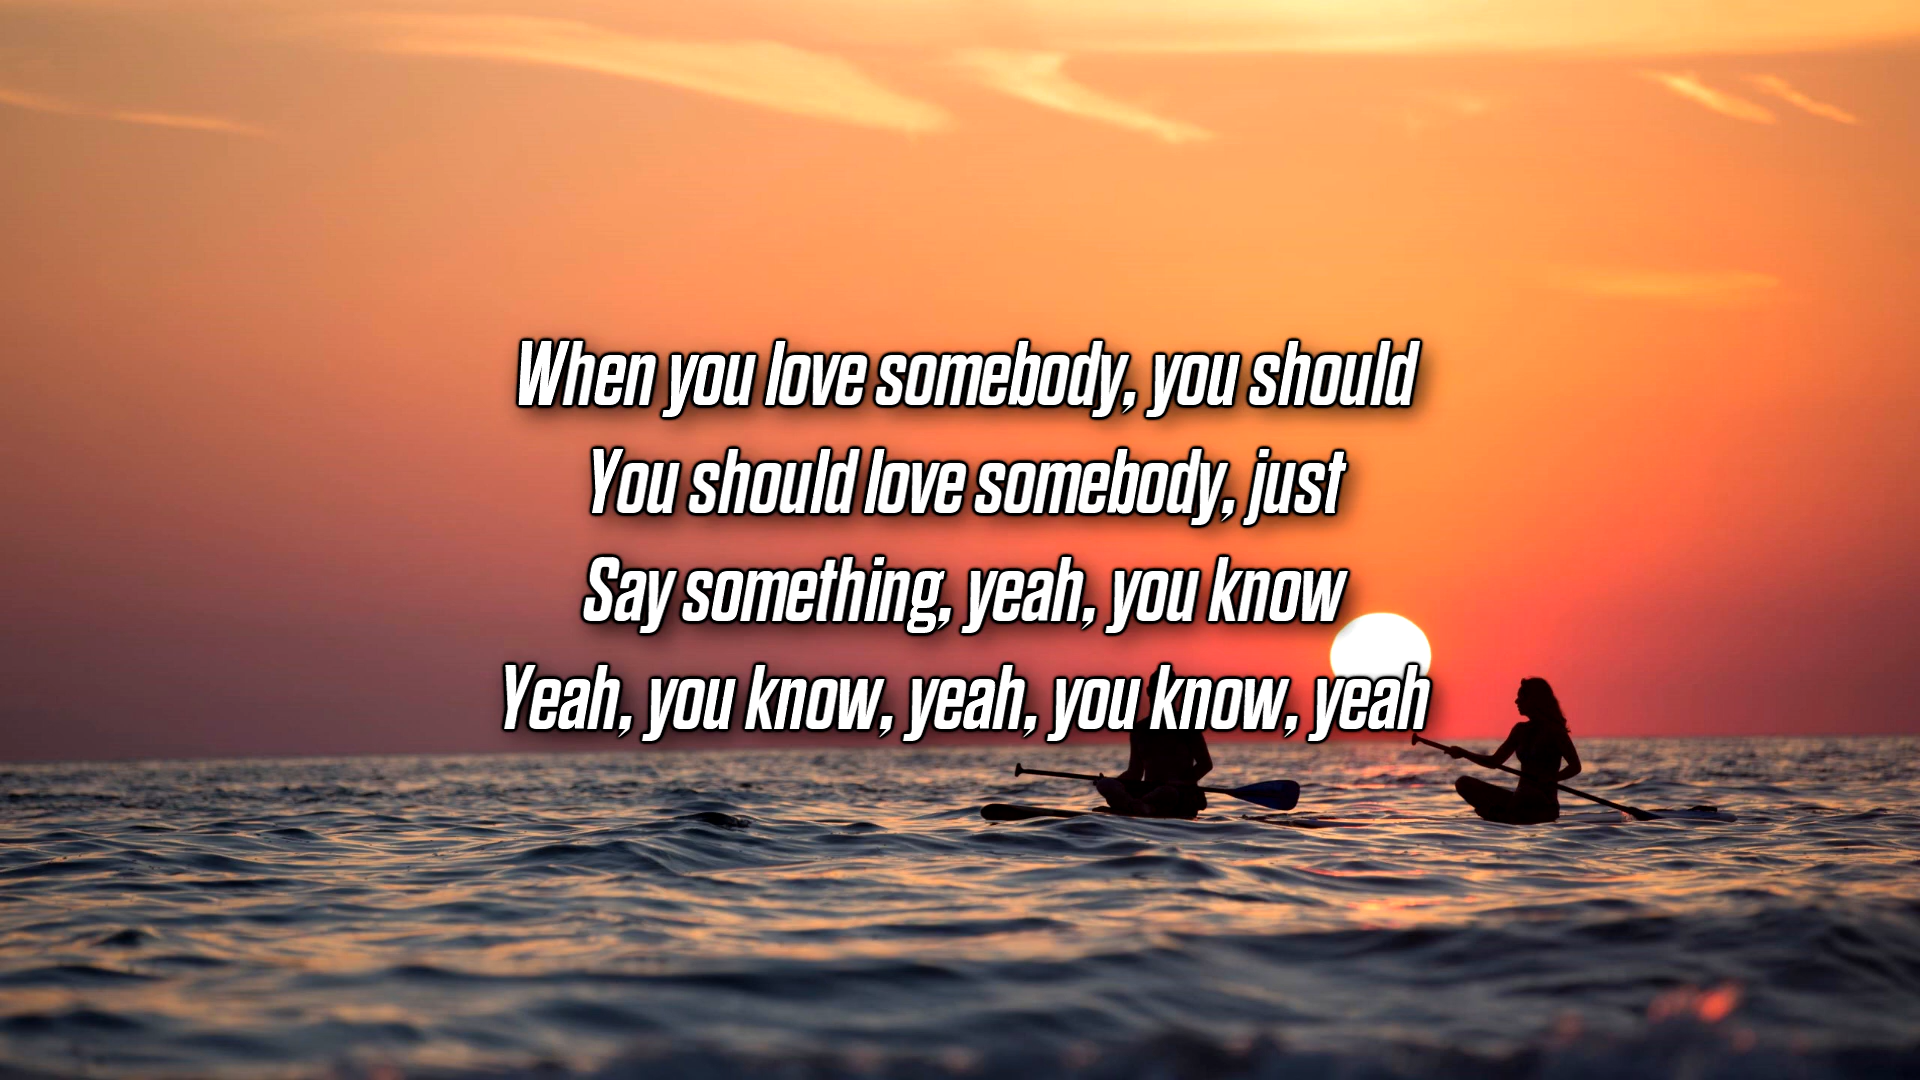 When you love somebody, you should
You should love somebody, just
Say something, yeah, you know
Yeah, you know, yeah, you know, yeah